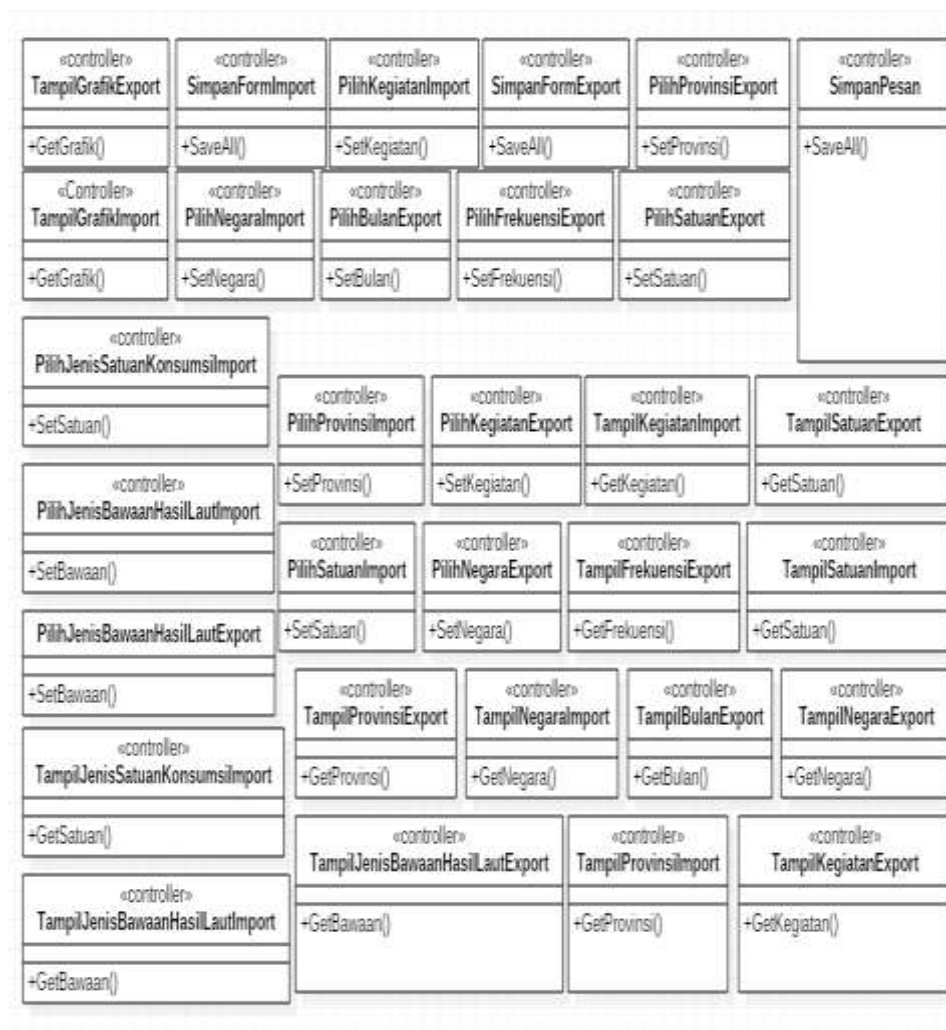 «controller»
TampilGrafikExport
+GetGrafik()
«controller»
SimpanFormImport
+SaveAll()
«controller»
PilihKegiatanImport
+SetKegiatan()
«controller»
SimpanFormExport
+SaveAll()
«controller»
PilihProvinsiExport
+SetProvinsi()
«controller»
SimpanPesan
+SaveAll()
«Controller»
TampilGrafikImport
+GetGrafik()
«controller»
PilihNegaraImport
+SetNegara()
«controller»
PilihBulanExport
+SetBulan()
«controller»
PilihFrekuensiExport
+SetFrekuensi()
«controller»
PilihSatuanExport
+SetSatuan()
«controller»
PilihJenisSatuanKonsumsiImport
+SetSatuan()
«controller»
PilihProvinsiImport
+SetProvinsi()
«controller»
PilihKegiatanExport
+SetKegiatan()
«controller»
TampilKegiatanImport
+GetKegiatan()
«controller»
TampilSatuanExport
+GetSatuan()
«controller»
PilihJenisBawaanHasilLautImport
+SetBawaan()
«controller»
PilihSatuanImport
+SetSatuan()
«controller»
PilihNegaraExport
+SetNegara()
«controller»
TampilFrekuensiExport
+GetFrekuensi()
«controller»
TampilSatuanImport
+GetSatuan()
PilihJenisBawaanHasilLautExport
+SetBawaan()
«controller»
TampilProvinsiExport
+GetProvinsi()
«controller»
TampilNegaraImport
+GetNegara()
«controller»
TampilBulanExport
+GetBulan()
«controller»
TampilNegaraExport
+GetNegara()
«controller»
TampilJenisSatuanKonsumsiImport
+GetSatuan()
«controller»
TampilJenisBawaanHasilLautExport
+GetBawaan()
«controller»
TampilProvinsiImport
+GetProvinsi()
«controller»
TampilKegiatanExport
+GetKegiatan()
«controller»
TampilJenisBawaanHasilLautImport
+GetBawaan()